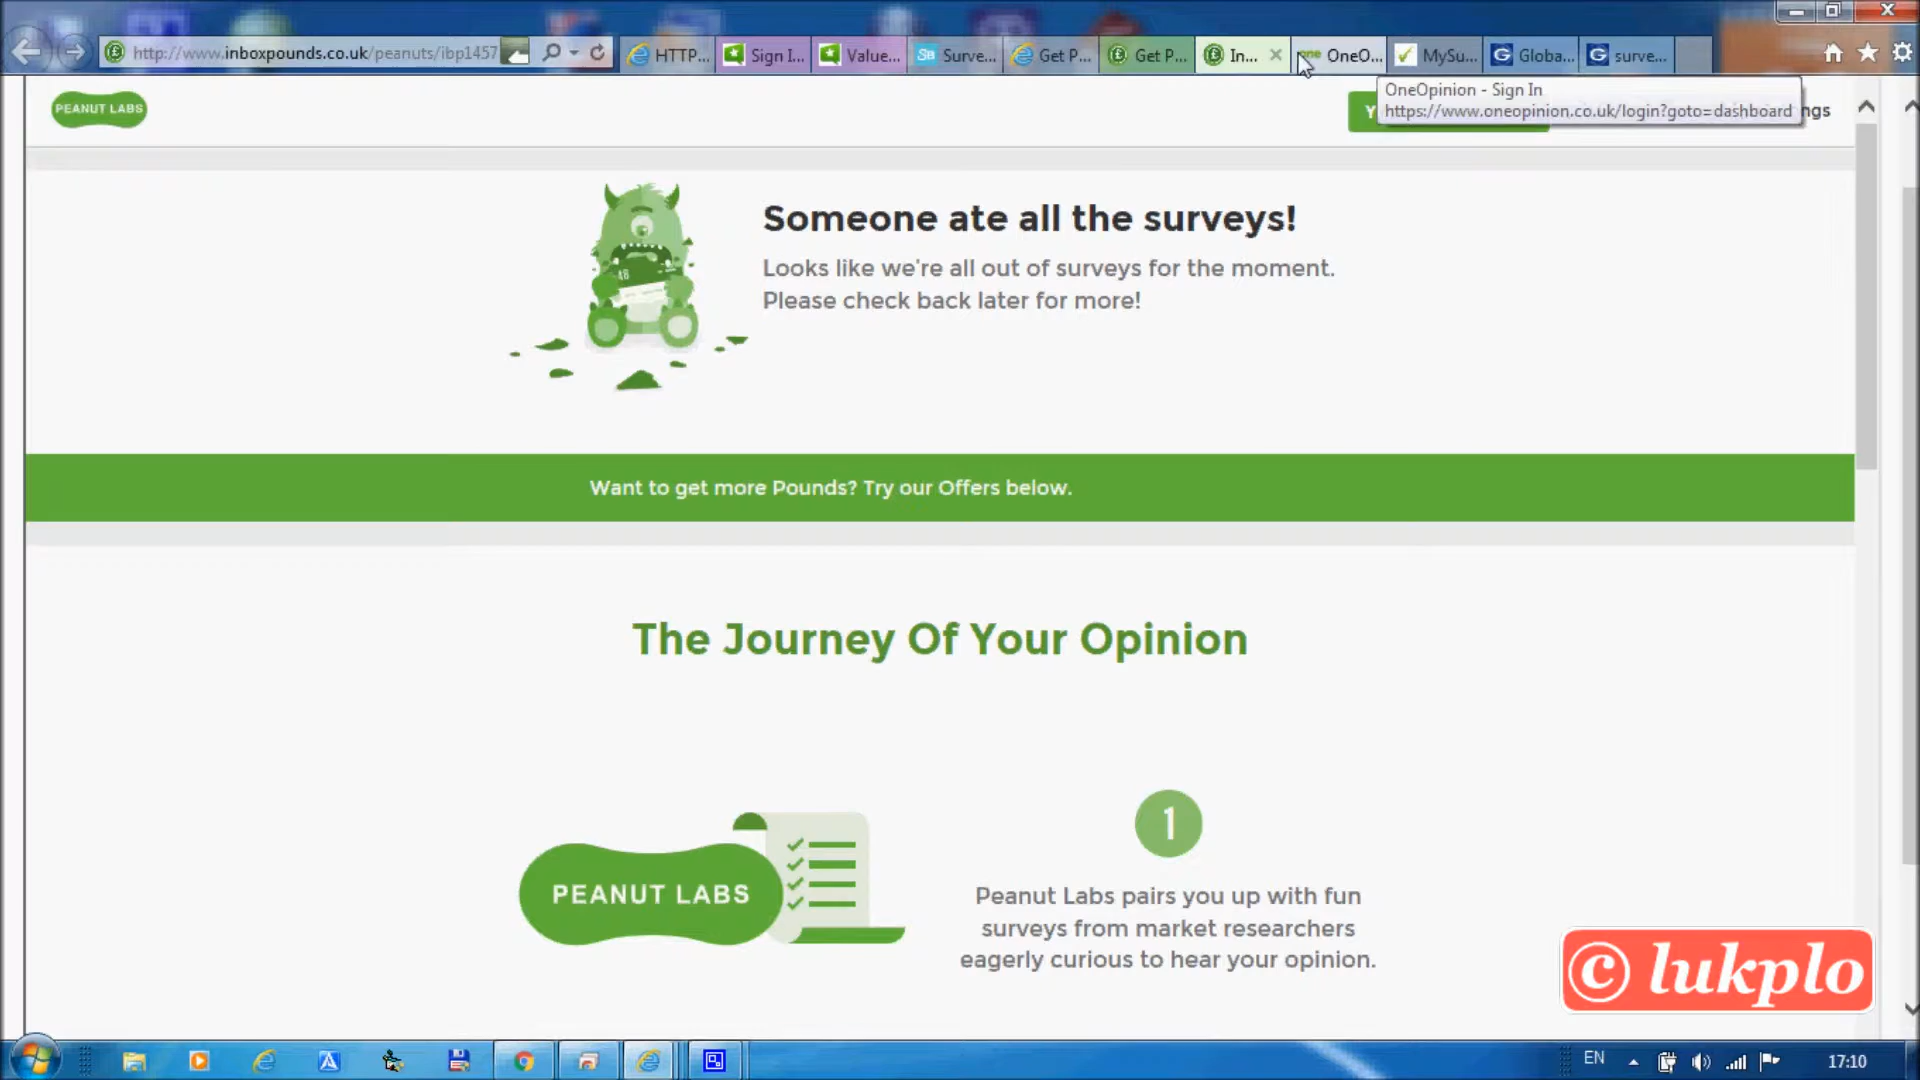 http://www.inboxpounds.co.uk/peanuts/ibp1457
HTTP...
Sign I...
Value...
Surve...
Get P...
Get P...
In...
OneO...
MySu...
Globa...
surve...
OneOpinion - Sign In
https://www.oneopinion.co.uk/login?goto=dashboard
ngs
PEANUT LABS
Someone ate all the surveys!
Looks like we're all out of surveys for the moment.
Please check back later for more!
Want to get more Pounds? Try our Offers below.
The Journey Of Your Opinion
PEANUT LABS
1
Peanut Labs pairs you up with fun
surveys from market researchers
eagerly curious to hear your opinion.
© lukplo
EN
17:10